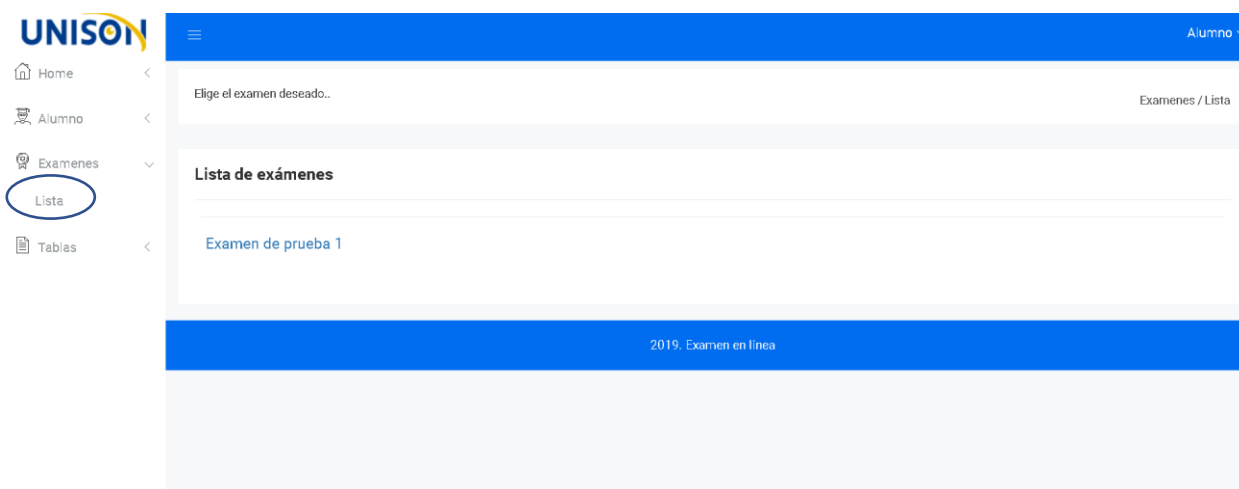 UNISON
Alumno
Home
Alumno
Examenes
Lista
Tablas
Elige el examen deseado..
Examenes / Lista
Lista de exámenes
Examen de prueba 1
2019. Examen en línea